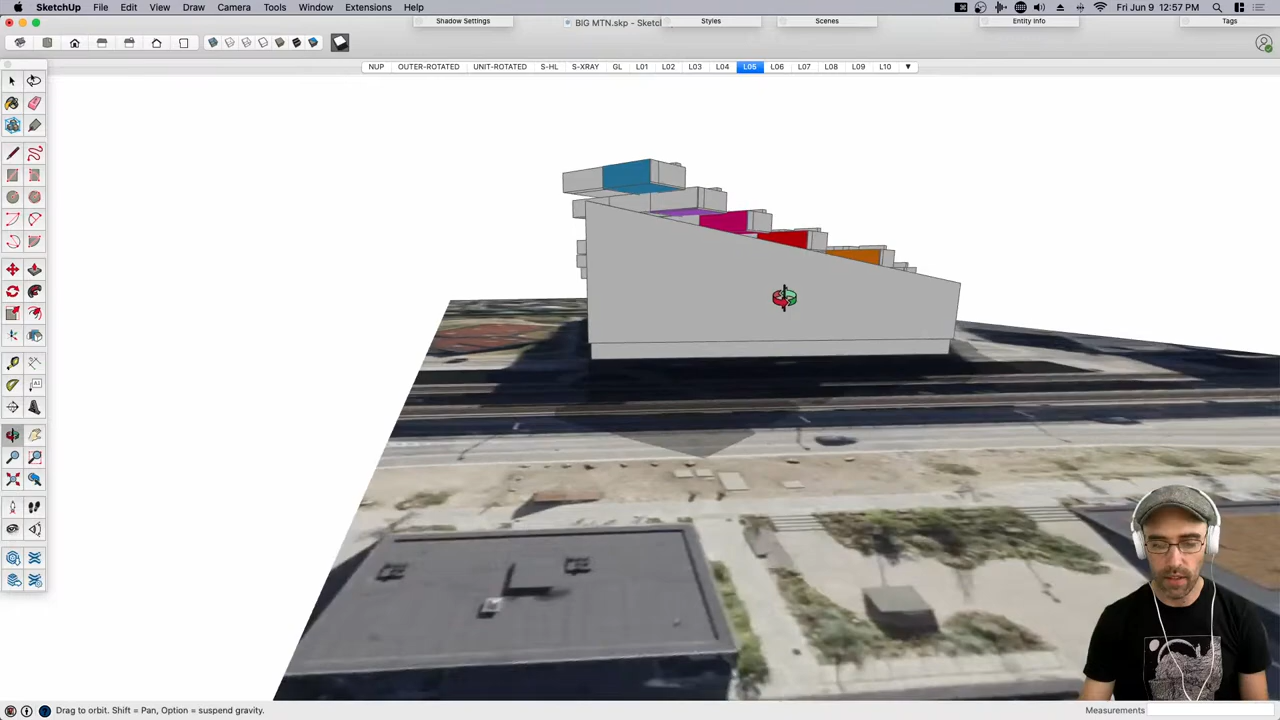 SketchUp File Edit View Draw Camera Tools Window Extensions Help Fri Jun 9 12:57 PM
Shadow Settings BIG MTN.skp - Sketc Styles Scenes Entity Info Tags
NUP OUTER-ROTATED UNIT-ROTATED S-HL S-XRAY GL L01 L02 L03 L04 L05 L06 L07 L08 L09 L10
Drag to orbit. Shift = Pan, Option = suspend gravity. Measurements